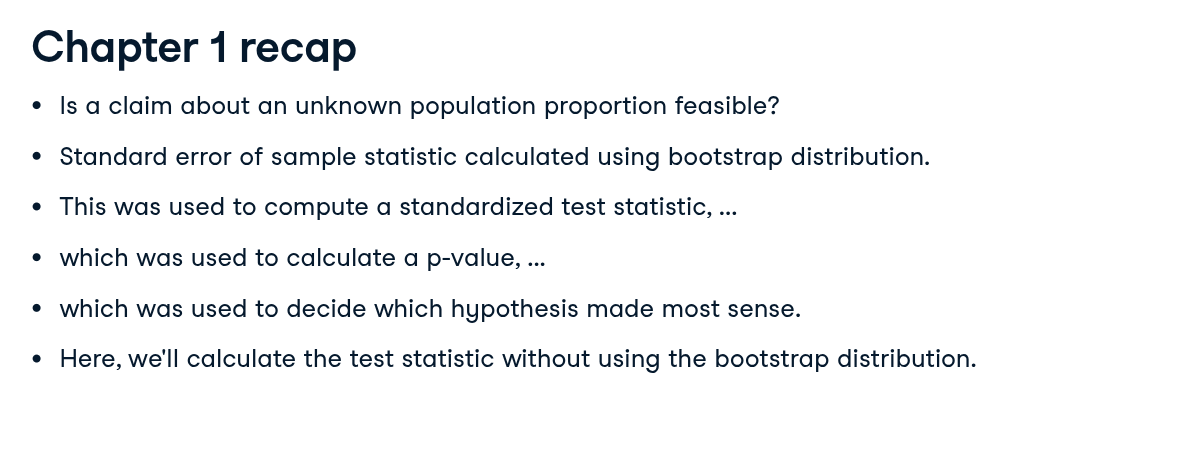 Chapter 1 recap
• Is a claim about an unknown population proportion feasible?
• Standard error of sample statistic calculated using bootstrap distribution.
• This was used to compute a standardized test statistic, ...
• which was used to calculate a p-value, ...
• which was used to decide which hypothesis made most sense.
• Here, we'll calculate the test statistic without using the bootstrap distribution.